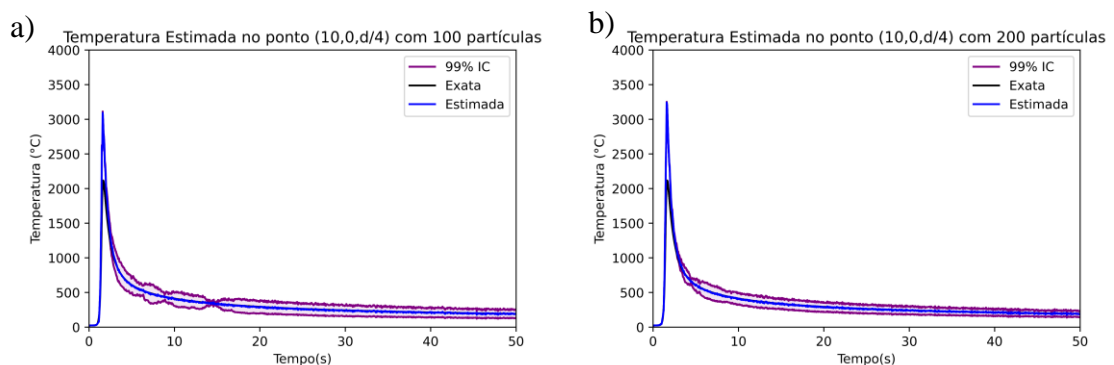 a)
Temperatura Estimada no ponto (10,0,d/4) com 100 partículas
4000
3500
3000
2500
2000
1500
1000
500
0
Temperatura (°C)
99% IC
Exata
Estimada
0 10 20 30 40 50
Tempo(s)
b)
Temperatura Estimada no ponto (10,0,d/4) com 200 partículas
4000
3500
3000
2500
2000
1500
1000
500
0
Temperatura (°C)
99% IC
Exata
Estimada
0 10 20 30 40 50
Tempo(s)